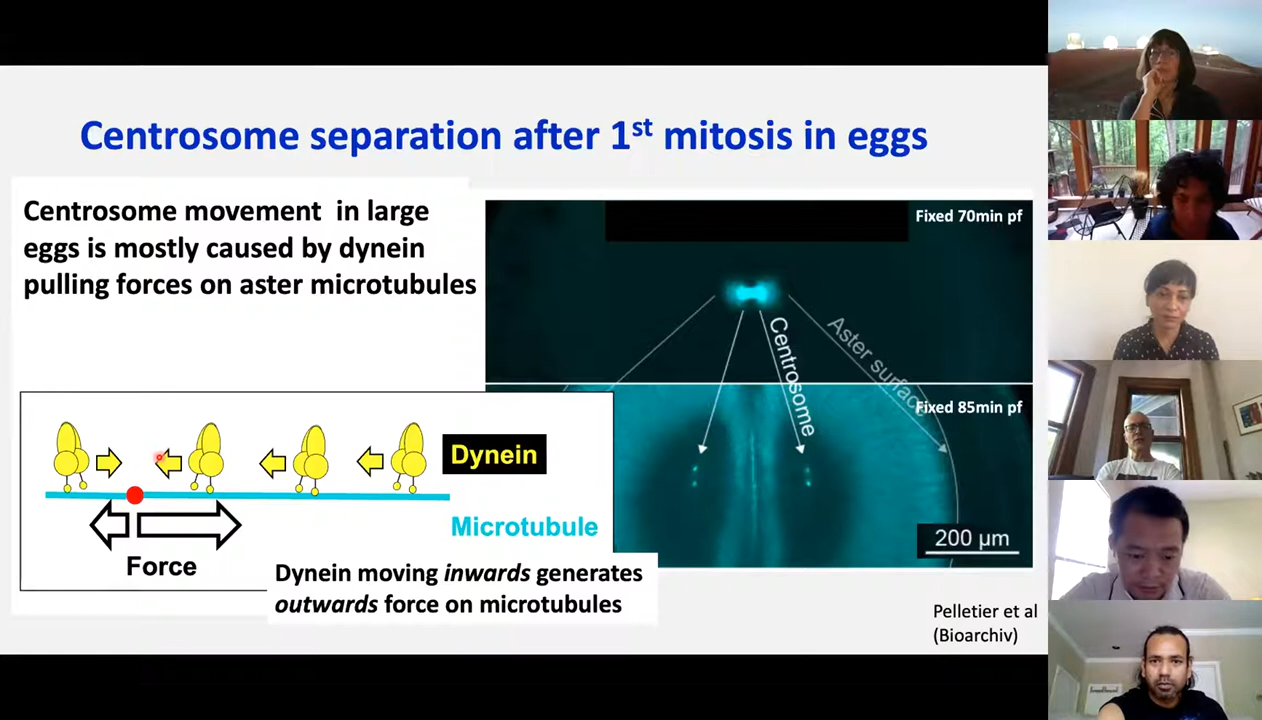 Centrosome separation after 1st mitosis in eggs
Centrosome movement in large
eggs is mostly caused by dynein
pulling forces on aster microtubules
Fixed 70min pf
Centrosome
Aster surface
Fixed 85min pf
200 µm
Dynein
Microtubule
Force
Dynein moving inwards generates
outwards force on microtubules
Pelletier et al
(Bioarchiv)